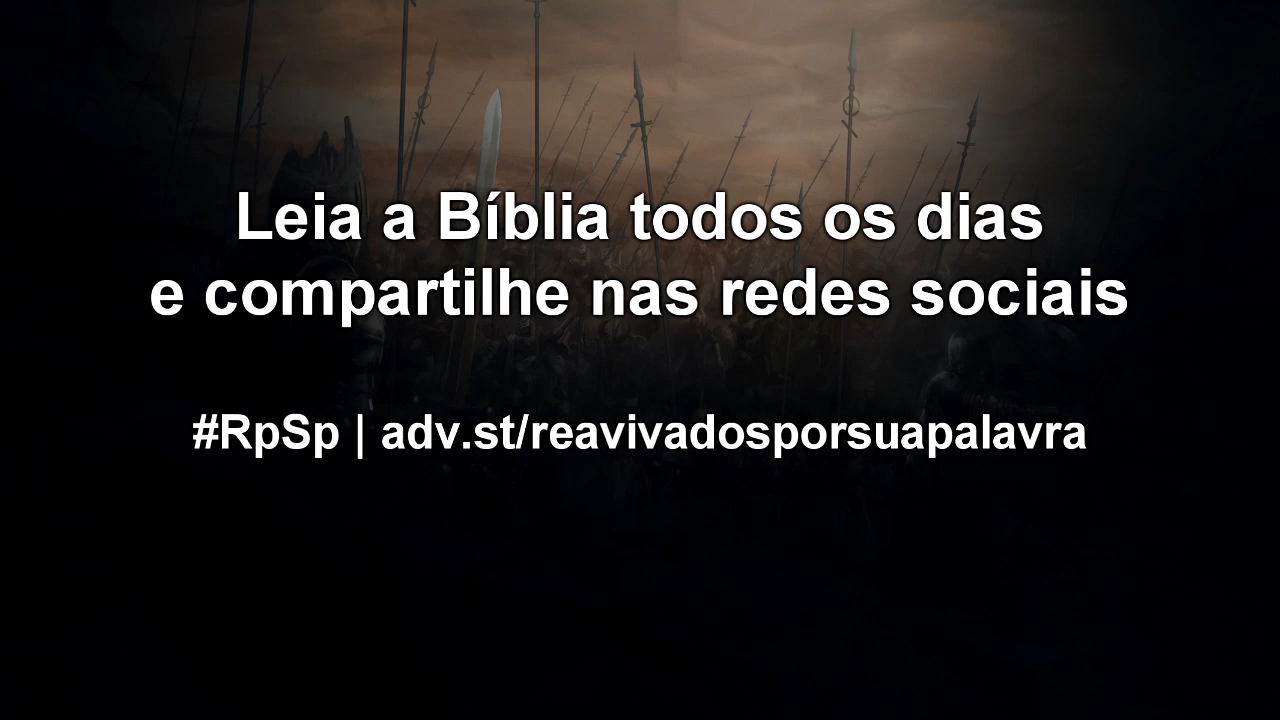 Leia a Bíblia todos os dias
e compartilhe nas redes sociais
#RpSp | adv.st/reavivadosporsuapalavra